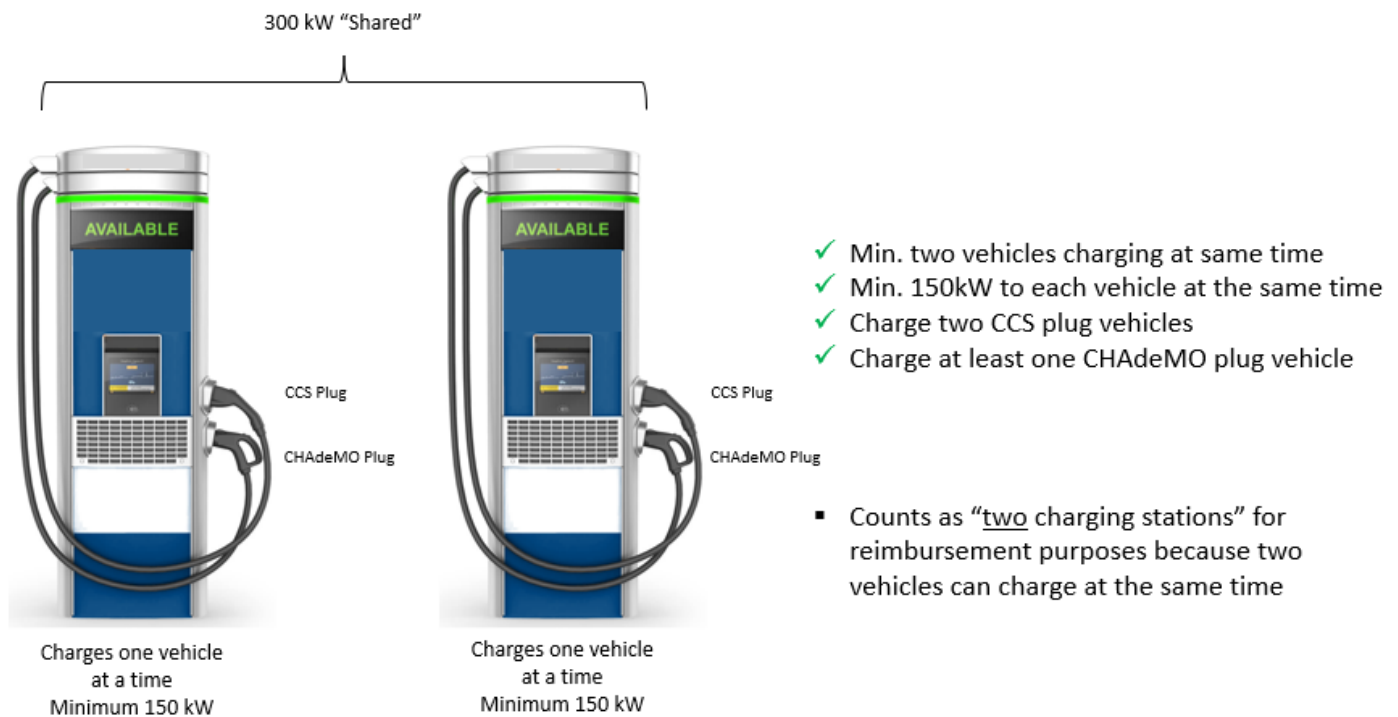 300 kW “Shared”
AVAILABLE
AVAILABLE
CCS Plug
CHAdeMO Plug
CCS Plug
CHAdeMO Plug
Charges one vehicle
at a time
Minimum 150 kW
Charges one vehicle
at a time
Minimum 150 kW
✓ Min. two vehicles charging at same time
✓ Min. 150kW to each vehicle at the same time
✓ Charge two CCS plug vehicles
✓ Charge at least one CHAdeMO plug vehicle
▪ Counts as “two charging stations” for
reimbursement purposes because two
vehicles can charge at the same time